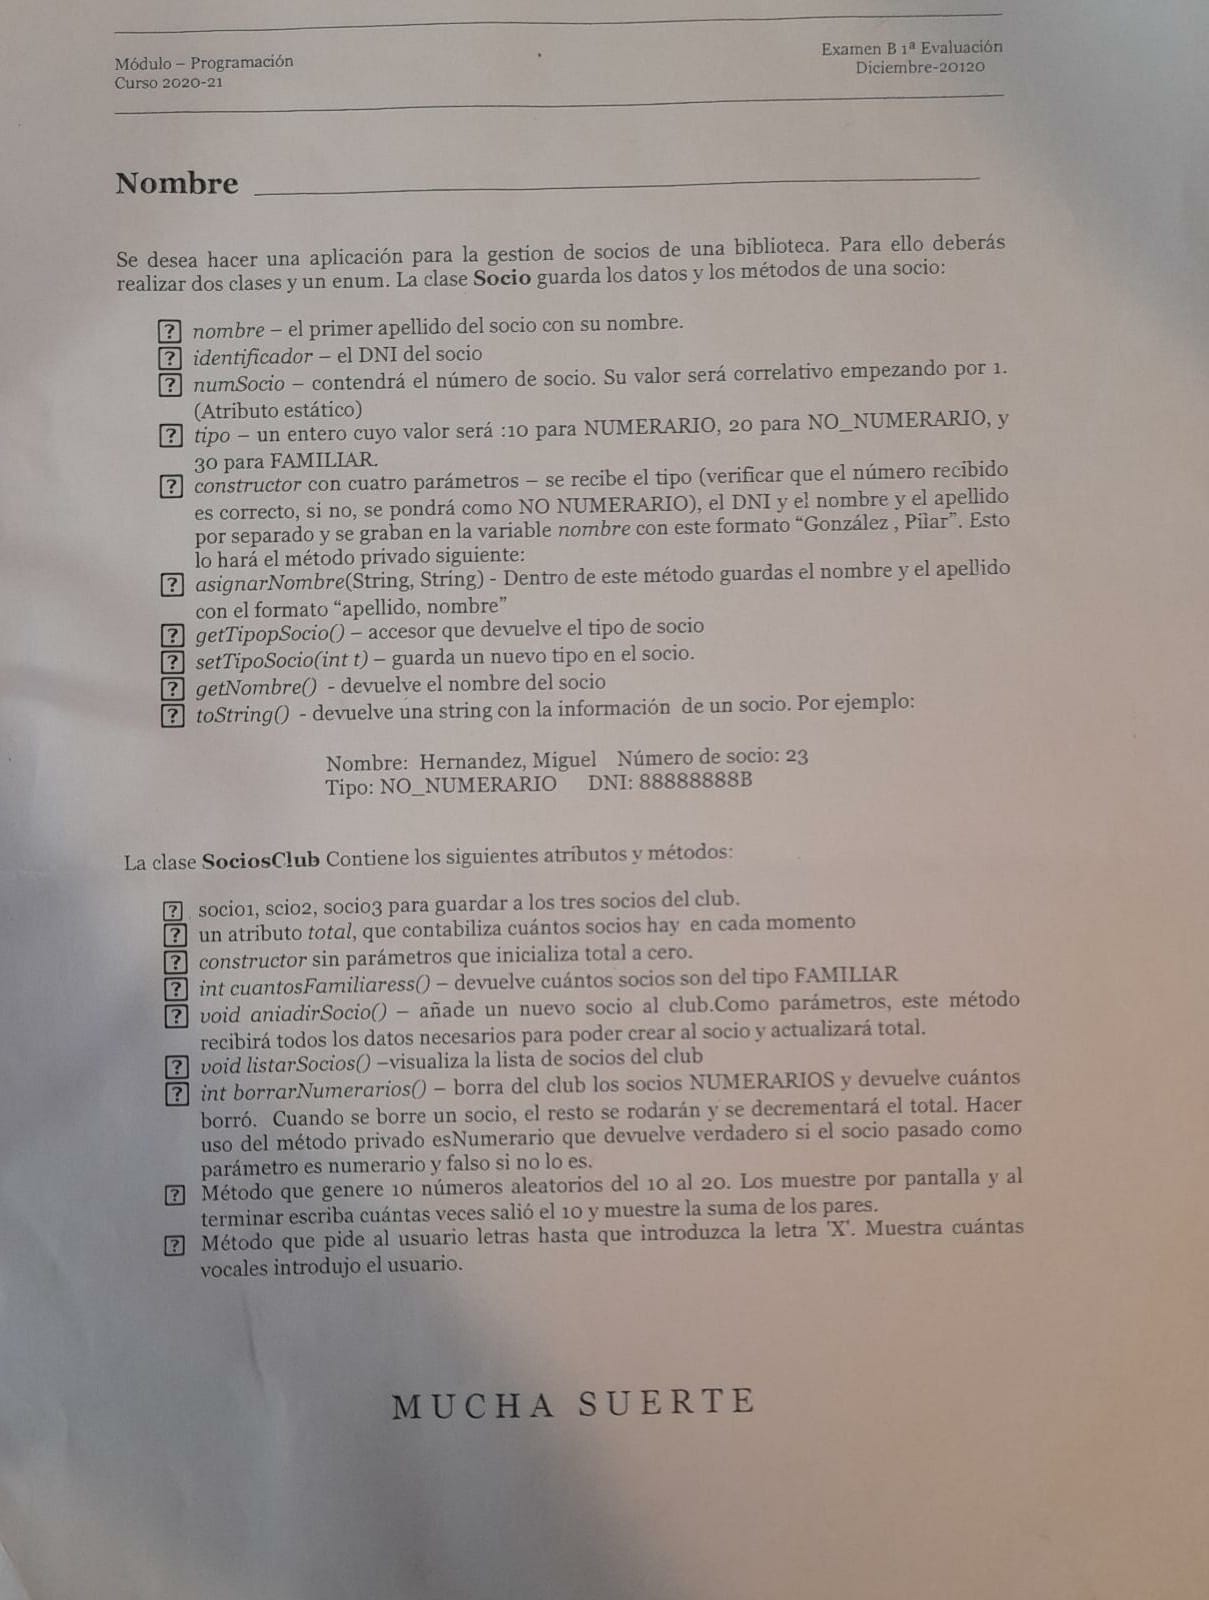 Módulo – Programación
Curso 2020-21
Examen B 1ª Evaluación
Diciembre-20120
Nombre
Se desea hacer una aplicación para la gestion de socios de una biblioteca. Para ello deberás
realizar dos clases y un enum. La clase Socio guarda los datos y los métodos de una socio:
? nombre – el primer apellido del socio con su nombre.
? identificador – el DNI del socio
? numSocio – contendrá el número de socio. Su valor será correlativo empezando por 1.
(Atributo estático)
? tipo – un entero cuyo valor será :10 para NUMERARIO, 20 para NO_NUMERARIO, y
30 para FAMILIAR.
? constructor con cuatro parámetros – se recibe el tipo (verificar que el número recibido
es correcto, si no, se pondrá como NO NUMERARIO), el DNI y el nombre y el apellido
por separado y se graban en la variable nombre con este formato “González , Pilar”. Esto
lo hará el método privado siguiente:
? asignarNombre(String, String) - Dentro de este método guardas el nombre y el apellido
con el formato “apellido, nombre”
? getTipopSocio() – accesor que devuelve el tipo de socio
? setTipoSocio(int t) – guarda un nuevo tipo en el socio.
? getNombre() - devuelve el nombre del socio
? toString() - devuelve una string con la información de un socio. Por ejemplo:
Nombre: Hernandez, Miguel Número de socio: 23
Tipo: NO_NUMERARIO DNI: 88888888B
La clase SociosClub Contiene los siguientes atributos y métodos:
? socio1, scio2, socio3 para guardar a los tres socios del club.
? un atributo total, que contabiliza cuántos socios hay en cada momento
? constructor sin parámetros que inicializa total a cero.
? int cuantosFamiliaress() – devuelve cuántos socios son del tipo FAMILIAR
? void aniadirSocio() – añade un nuevo socio al club.Como parámetros, este método
recibirá todos los datos necesarios para poder crear al socio y actualizará total.
? void listarSocios() –visualiza la lista de socios del club
? int borrarNumerarios() – borra del club los socios NUMERARIOS y devuelve cuántos
borró. Cuando se borre un socio, el resto se rodarán y se decrementará el total. Hacer
uso del método privado esNumerario que devuelve verdadero si el socio pasado como
parámetro es numerario y falso si no lo es.
? Método que genere 10 números aleatorios del 10 al 20. Los muestre por pantalla y al
terminar escriba cuántas veces salió el 10 y muestre la suma de los pares.
? Método que pide al usuario letras hasta que introduzca la letra 'X'. Muestra cuántas
vocales introdujo el usuario.
MUCHA SUERTE